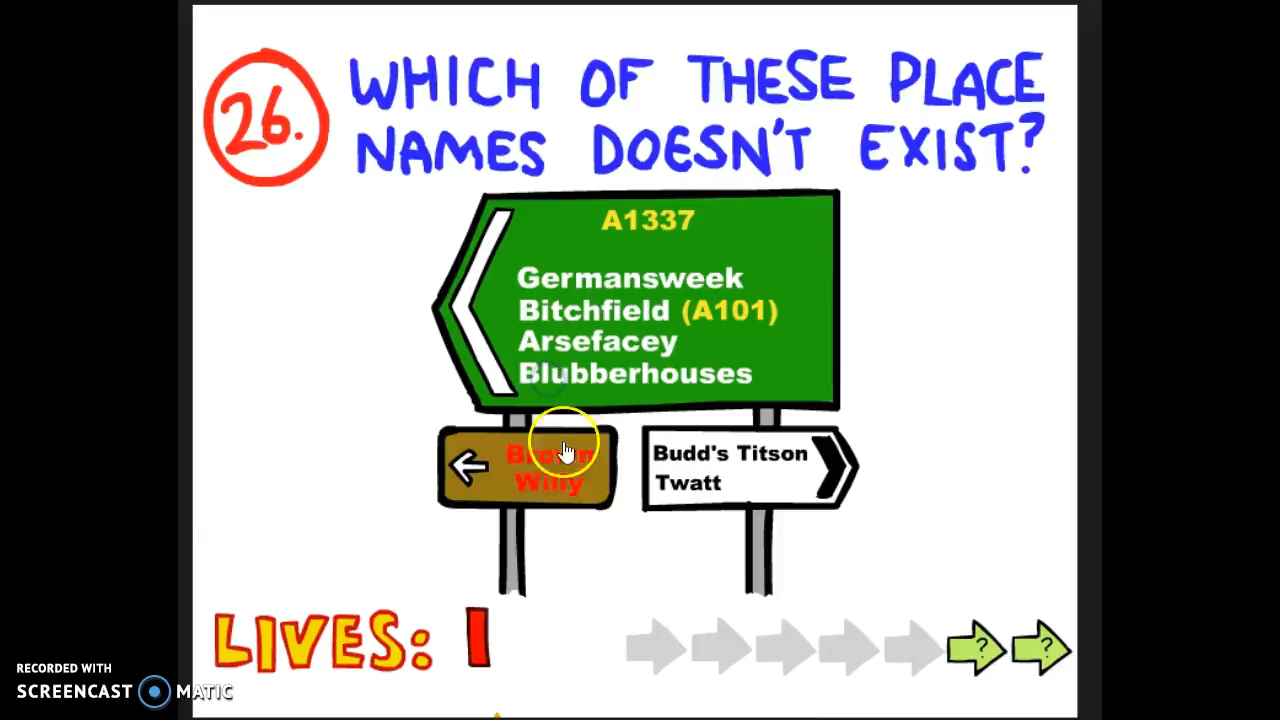 26. WHICH OF THESE PLACE
NAMES DOESN'T EXIST?
A1337
Germansweek
Bitchfield (A101)
Arsefacey
Blubberhouses
Brown
Willy
Budd's Titson
Twatt
LIVES: 1
? ?
RECORDED WITH
SCREENCAST MATIC